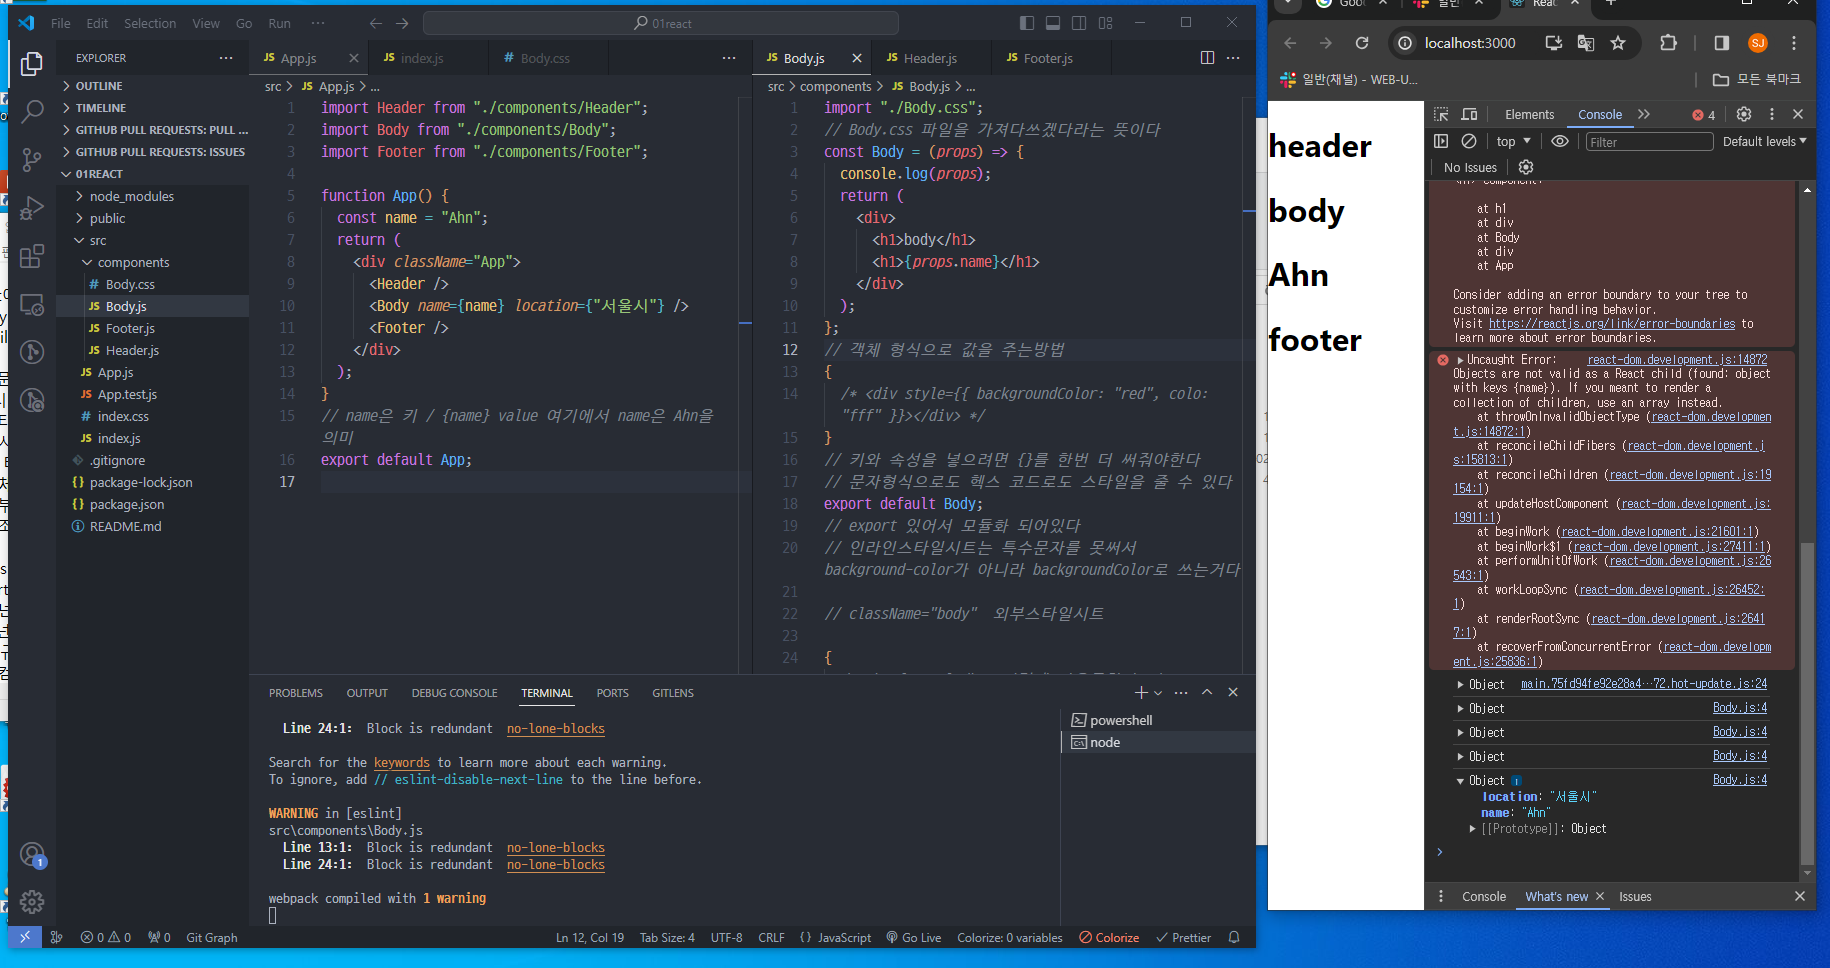 File Edit Selection View Go Run ··· 01react
EXPLORER ···
OUTLINE
TIMELINE
GITHUB PULL REQUESTS: PULL ...
GITHUB PULL REQUESTS: ISSUES
01REACT
node_modules
public
src
components
# Body.css
JS Body.js
JS Footer.js
JS Header.js
JS App.js
JS App.test.js
# index.css
JS index.js
.gitignore
{} package-lock.json
{} package.json
README.md
JS App.js JS index.js # Body.css ···
src > JS App.js > ...
1 import Header from "./components/Header";
2 import Body from "./components/Body";
3 import Footer from "./components/Footer";
4
5 function App() {
6 const name = "Ahn";
7 return (
8 <div className="App">
9 <Header />
10 <Body name={name} location={"서울시"} />
11 <Footer />
12 </div>
13 );
14 }
15 // name은 키 / {name} value 여기에서 name은 Ahn을
의미
16 export default App;
17
JS Body.js JS Header.js JS Footer.js ···
src > components > JS Body.js > ...
1 import "./Body.css";
2 // Body.css 파일을 가져다쓰겠다라는 뜻이다
3 const Body = (props) => {
4 console.log(props);
5 return (
6 <div>
7 <h1>body</h1>
8 <h1>{props.name}</h1>
9 </div>
10 );
11 };
12 // 객체 형식으로 값을 주는방법
13 {
14 /* <div style={{ backgroundColor: "red", colo:
"fff" }}></div> */
15 }
16 // 키와 속성을 넣으려면 {}를 한번 더 써줘야한다
17 // 문자형식으로도 헥스 코드로도 스타일을 줄 수 있다
18 export default Body;
19 // export 있어서 모듈화 되어있다
20 // 인라인스타일시트는 특수문자를 못써서
background-color가 아니라 backgroundColor로 쓰는거다
21
22 // className="body" 외부스타일시트
23
24 {
PROBLEMS OUTPUT DEBUG CONSOLE TERMINAL PORTS GITLENS
Line 24:1: Block is redundant no-lone-blocks
Search for the keywords to learn more about each warning.
To ignore, add // eslint-disable-next-line to the line before.
WARNING in [eslint]
src\components\Body.js
Line 13:1: Block is redundant no-lone-blocks
Line 24:1: Block is redundant no-lone-blocks
webpack compiled with 1 warning
powershell
node
1
0 0 0 Git Graph Ln 12, Col 19 Tab Size: 4 UTF-8 CRLF {} JavaScript Go Live Colorize: 0 variables Colorize Prettier
localhost:3000 SJ
일반(채널) - WEB-U... 모든 북마크
header
body
Ahn
footer
Elements Console 4
top Filter Default levels
No Issues
at h1
at div
at Body
at div
at App
Consider adding an error boundary to your tree to
customize error handling behavior.
Visit https://reactjs.org/link/error-boundaries to
learn more about error boundaries.
Uncaught Error: react-dom.development.js:14872
Objects are not valid as a React child (found: object
with keys {name}). If you meant to render a
collection of children, use an array instead.
at throwOnInvalidObjectType (react-dom.developmen
t.js:14872:1)
at reconcileChildFibers (react-dom.development.j
s:15813:1)
at reconcileChildren (react-dom.development.js:19
154:1)
at updateHostComponent (react-dom.development.js:
19911:1)
at beginWork (react-dom.development.js:21601:1)
at beginWork$1 (react-dom.development.js:27411:1)
at performUnitOfWork (react-dom.development.js:26
543:1)
at workLoopSync (react-dom.development.js:26452:
1)
at renderRootSync (react-dom.development.js:2641
7:1)
at recoverFromConcurrentError (react-dom.developm
ent.js:25836:1)
Object main.75fd94fe92e28a4…72.hot-update.js:24
Object Body.js:4
Object Body.js:4
Object Body.js:4
Object Body.js:4
location: "서울시"
name: "Ahn"
[[Prototype]]: Object
Console What's new Issues